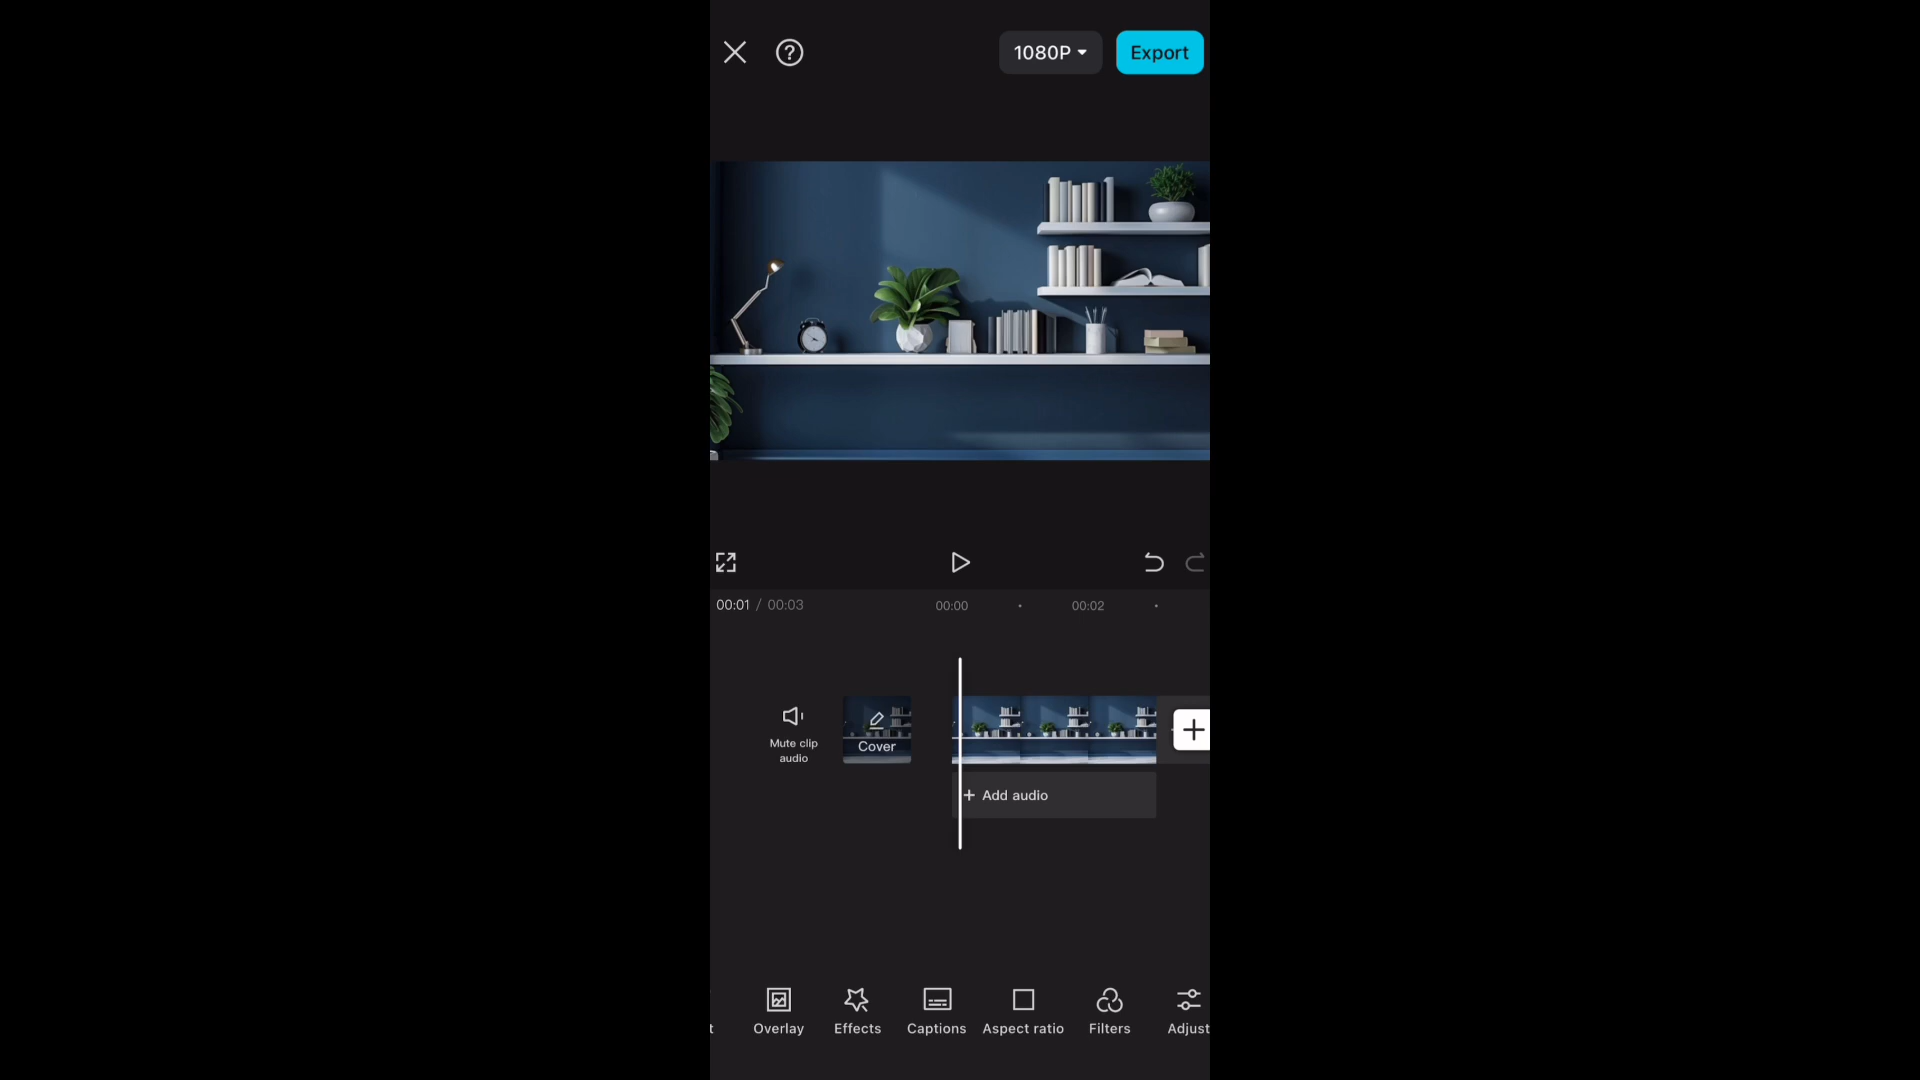 1080P
Export
00:01 / 00:03
00:00
00:02
Mute clip
audio
Cover
+ Add audio
t
Overlay
Effects
Captions
Aspect ratio
Filters
Adjust